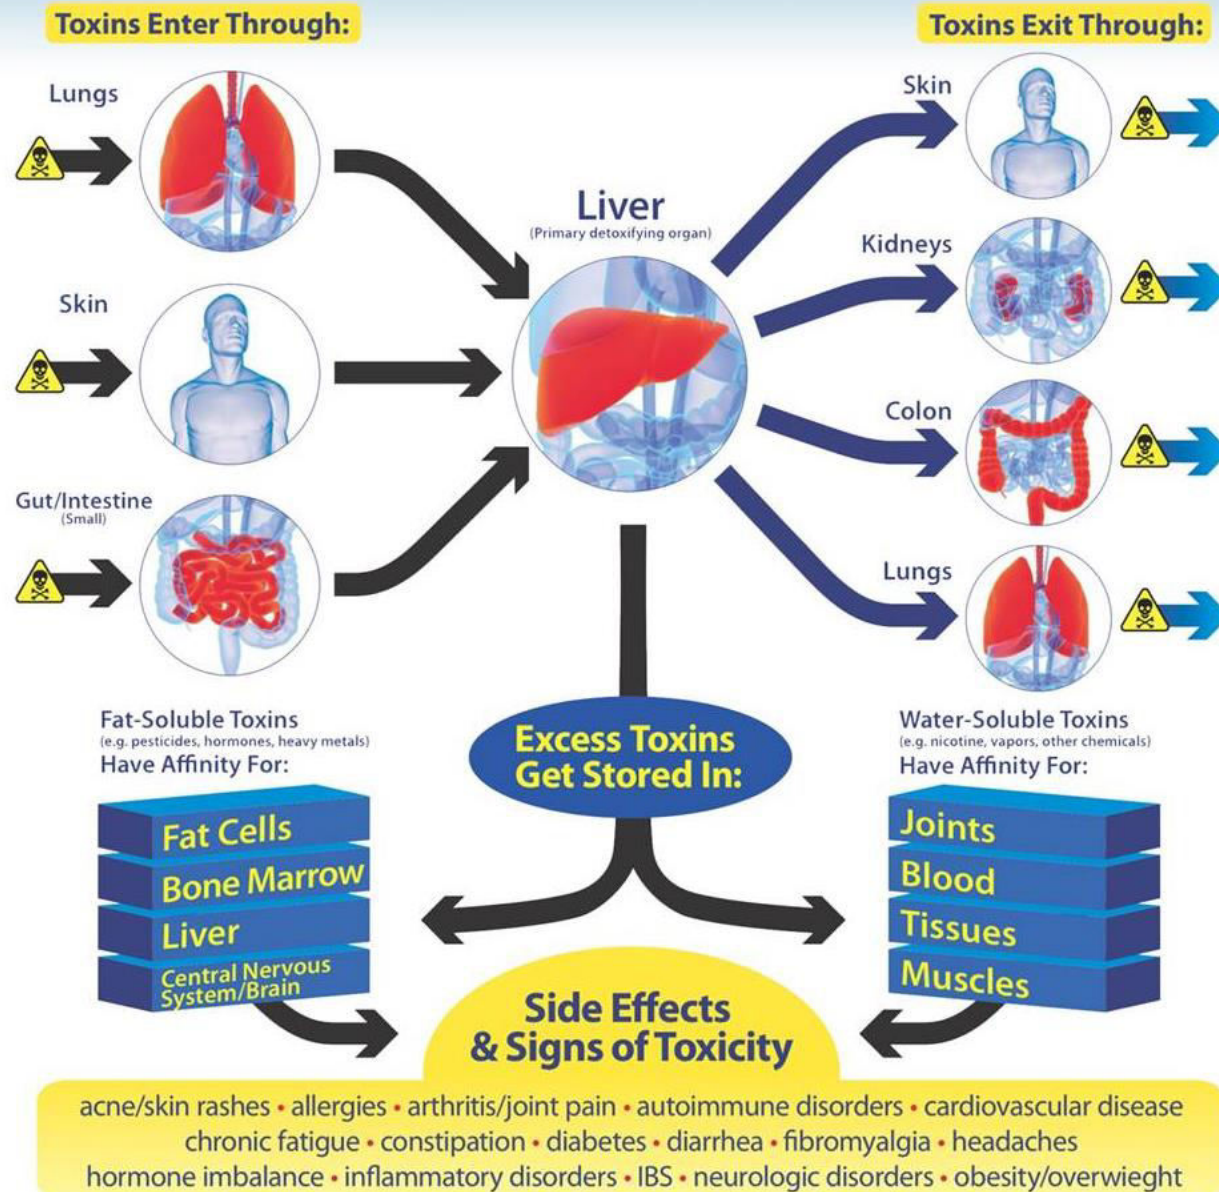 Toxins Enter Through:
Toxins Exit Through:
Lungs
Skin
Gut/Intestine
(Small)
Liver
(Primary detoxifying organ)
Skin
Kidneys
Colon
Lungs
Fat-Soluble Toxins
(e.g. pesticides, hormones, heavy metals)
Have Affinity For:
Fat Cells
Bone Marrow
Liver
Central Nervous
System/Brain
Excess Toxins
Get Stored In:
Water-Soluble Toxins
(e.g. nicotine, vapors, other chemicals)
Have Affinity For:
Joints
Blood
Tissues
Muscles
Side Effects
& Signs of Toxicity
acne/skin rashes • allergies • arthritis/joint pain • autoimmune disorders • cardiovascular disease
chronic fatigue • constipation • diabetes • diarrhea • fibromyalgia • headaches
hormone imbalance • inflammatory disorders • IBS • neurologic disorders • obesity/overwieght